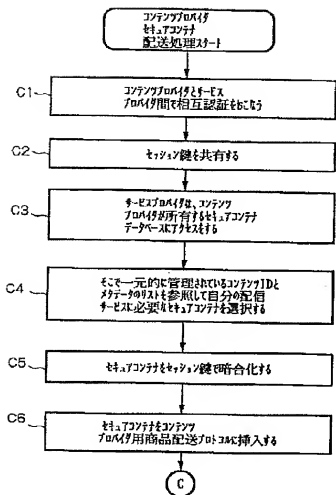 コンテンツプロバイダ
セキュアコンテナ
配送処理スタート
C1
コンテンツプロバイダとサービス
プロバイダ間で相互認証をおこなう
C2
セッション鍵を共有する
C3
サービスプロバイダは、コンテンツ
プロバイダが所有するセキュアコンテナ
データベースにアクセスをする
C4
そこで一元的に管理されているコンテンツIDと
メタデータのリストを参照して自分の配信
サービスに必要なセキュアコンテナを選択する
C5
セキュアコンテナをセッション鍵で暗合化する
C6
セキュアコンテナをコンテンツ
プロバイダ用商品配送プロトコルに挿入する
C